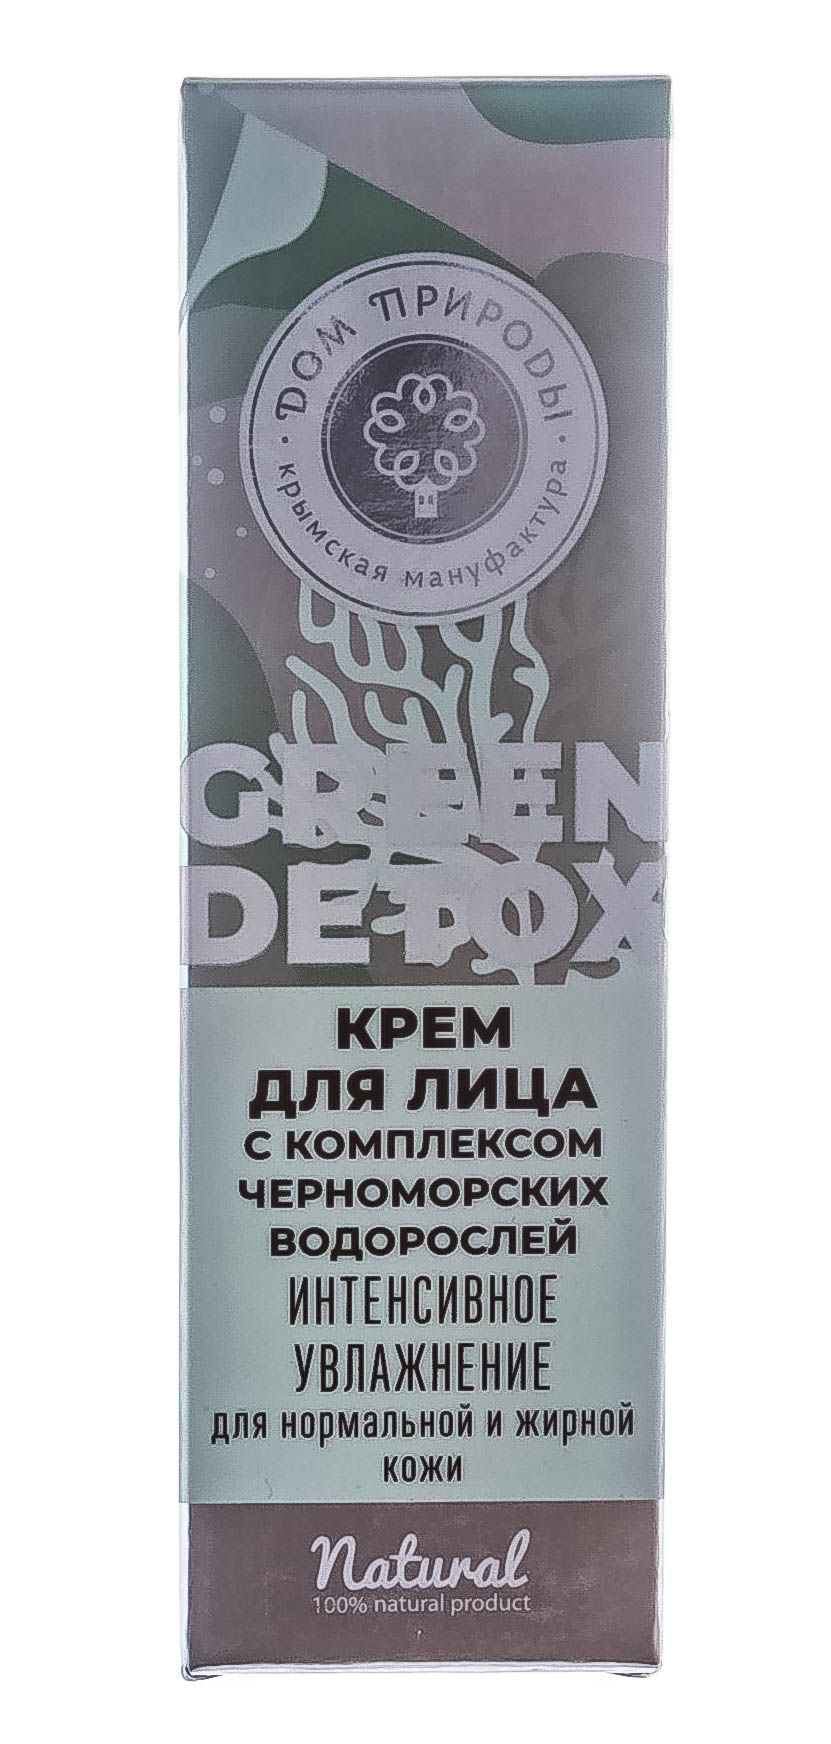 Дом Природы
• крымская мануфактура •
GREEN
DETOX
КРЕМ
ДЛЯ ЛИЦА
С КОМПЛЕКСОМ
ЧЕРНОМОРСКИХ
ВОДОРОСЛЕЙ
ИНТЕНСИВНОЕ
УВЛАЖНЕНИЕ
для нормальной и жирной
кожи
Natural
100% natural product